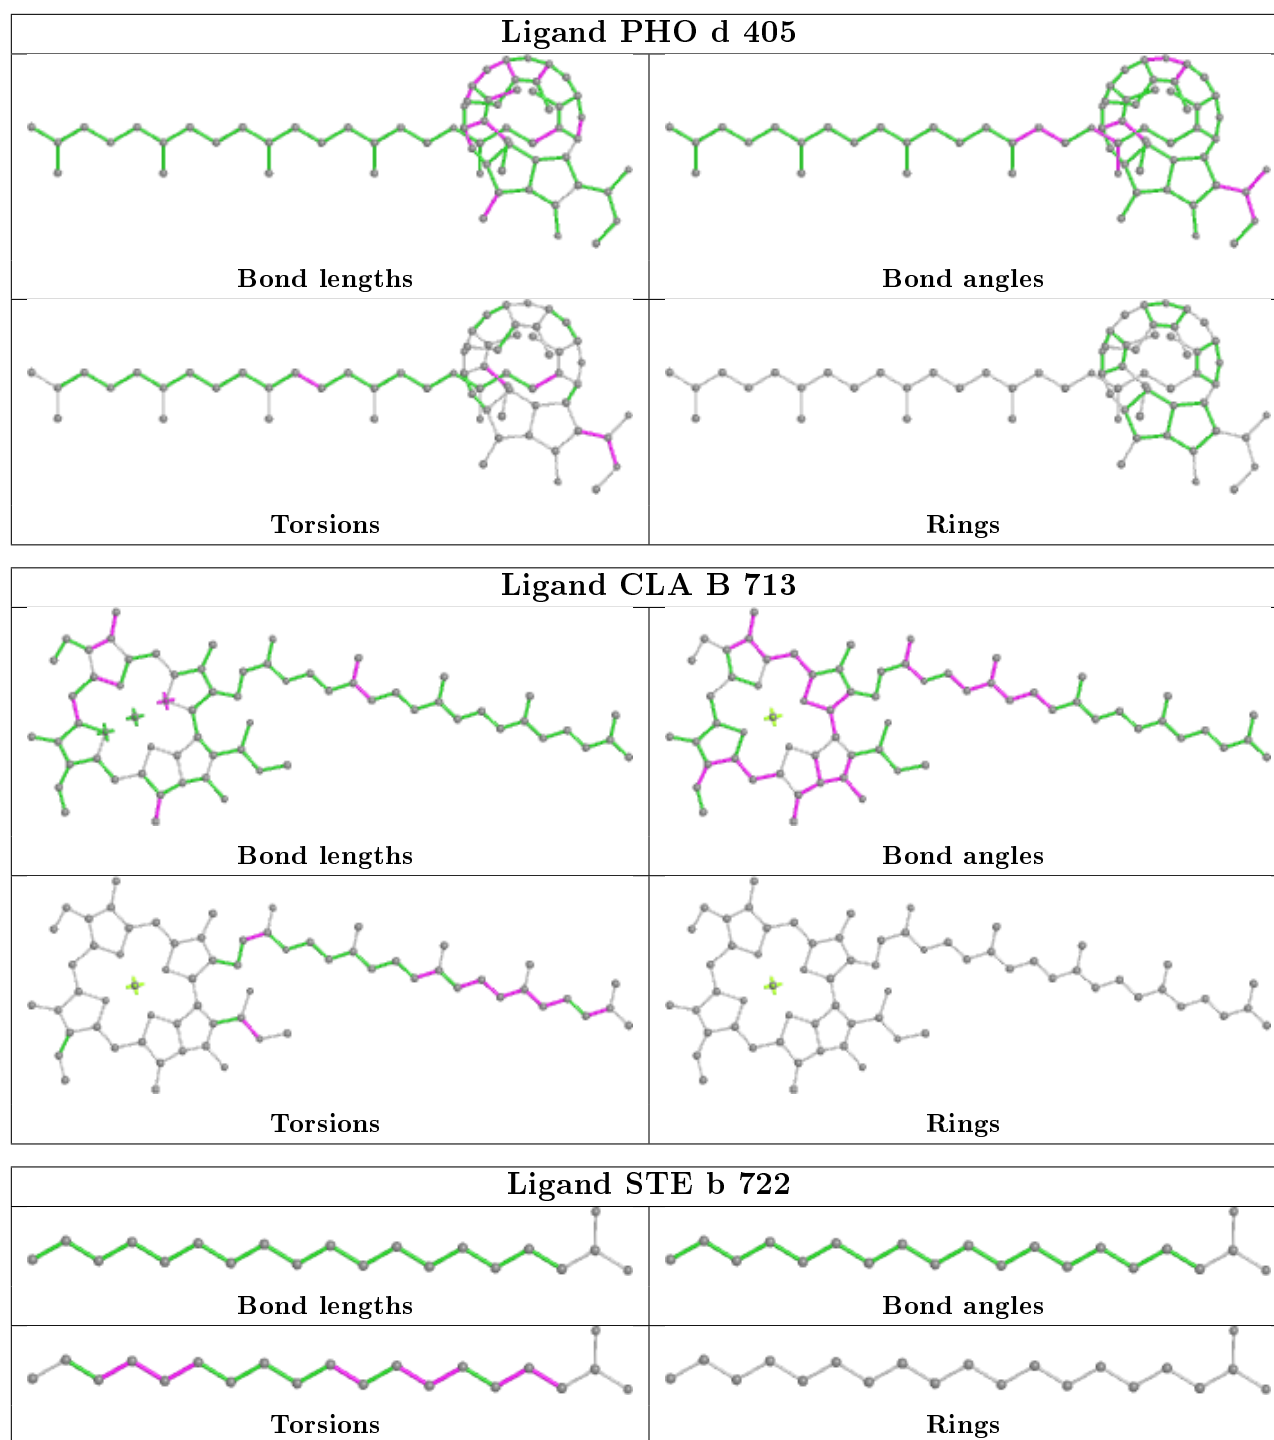 Ligand PHO d 405
Bond lengths
Bond angles
Torsions
Rings
Ligand CLA B 713
Bond lengths
Bond angles
Torsions
Rings
Ligand STE b 722
Bond lengths
Bond angles
Torsions
Rings